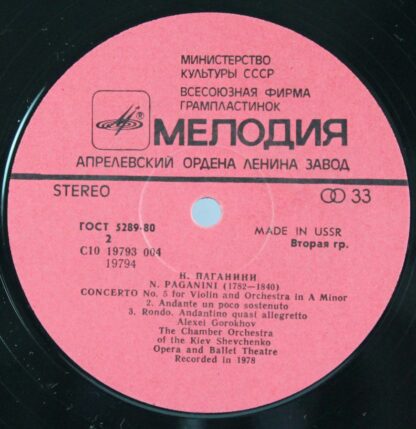 МИНИСТЕРСТВО
КУЛЬТУРЫ СССР
ВСЕСОЮЗНАЯ ФИРМА
ГРАМПЛАСТИНОК
МЕЛОДИЯ
АПРЕЛЕВСКИЙ ОРДЕНА ЛЕНИНА ЗАВОД
STEREO
33
ГОСТ 5289-80
2
С10 19793 004
19794
MADE IN USSR
Вторая гр.
Н. ПАГАНИНИ
N. PAGANINI (1782—1840)
CONCERTO No. 5 for Violin and Orchestra in A Minor
2. Andante un poco sostenuto
3. Rondo. Andantino quasi allegretto
Alexei Gorokhov
The Chamber Orchestra
of the Kiev Shevchenko
Opera and Ballet Theatre
Recorded in 1978